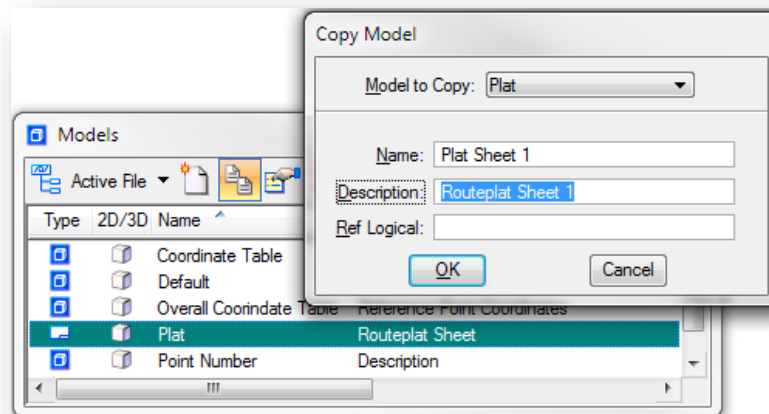 Copy Model
Model to Copy: Plat
Name: Plat Sheet 1
Description: Routeplat Sheet 1
Ref Logical:
OK Cancel
Models
Active File
Type 2D/3D Name
Coordinate Table
Default
Overall Coorindate Table Reference Point Coordinates
Plat Routeplat Sheet
Point Number Description